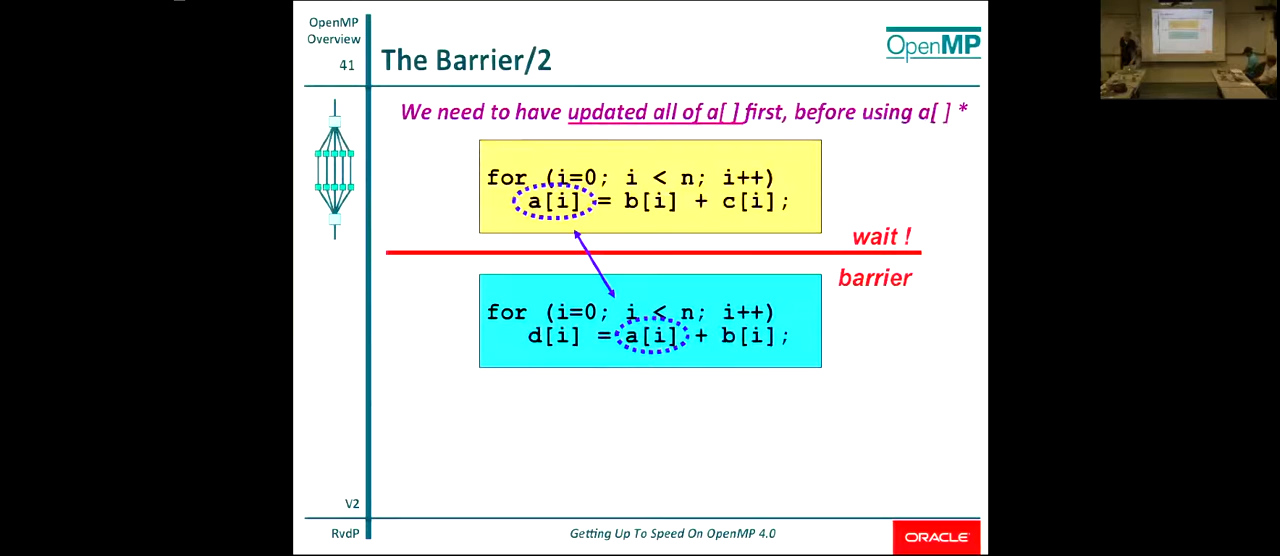 OpenMP
Overview
41
The Barrier/2
OpenMP
We need to have updated all of a[ ] first, before using a[ ] *
for (i=0; i < n; i++)
a[i] = b[i] + c[i];
wait !
barrier
for (i=0; i < n; i++)
d[i] = a[i] + b[i];
V2
RvdP
Getting Up To Speed On OpenMP 4.0
ORACLE